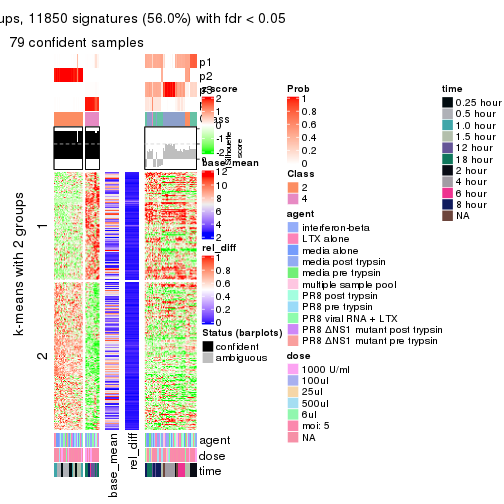 ups, 11850 signatures (56.0%) with fdr < 0.05
79 confident samples
p1
p2
z_score
2
1
0
-1
-2
Silhouette
score
base_mean
12
10
8
6
4
2
rel_diff
1
0.8
0.6
0.4
0.2
0
Status (barplots)
confident
ambiguous
k-means with 2 groups
1
2
agent
dose
time
base_mean
rel_diff
Prob
1
0.8
0.6
0.4
0.2
0
Class
2
4
agent
interferon-beta
LTX alone
media alone
media post trypsin
media pre trypsin
multiple sample pool
PR8 post trypsin
PR8 pre trypsin
PR8 viral RNA + LTX
PR8 ΔNS1 mutant post trypsin
PR8 ΔNS1 mutant pre trypsin
dose
1000 U/ml
100ul
25ul
500ul
6ul
moi: 5
NA
time
0.25 hour
0.5 hour
1.0 hour
1.5 hour
12 hour
18 hour
2 hour
4 hour
6 hour
8 hour
NA